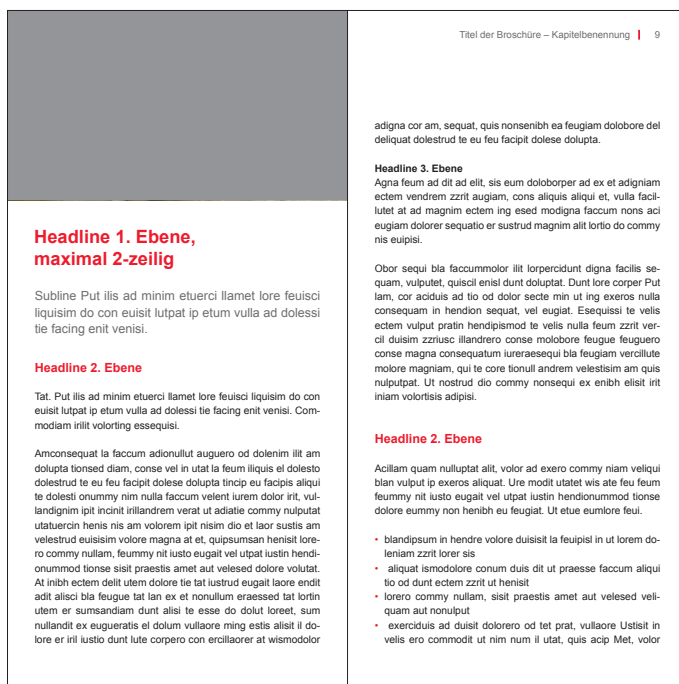 Headline 1. Ebene,
maximal 2-zeilig
Subline Put ilis ad minim etuerci llamet lore feuisci
liquisim do con euisit lutpat ip etum vulla ad dolessi
tie facing enit venisi.
Headline 2. Ebene
Tat. Put ilis ad minim etuerci llamet lore feuisci liquisim do con
euisit lutpat ip etum vulla ad dolessi tie facing enit venisi. Com-
modiam irilit volorting essequisi.
Amconsequat la faccum adionullut auguero od dolenim ilit am
dolupta tionsed diam, conse vel in utat la feum iliquis el dolesto
dolestrud te eu feu facipit dolese dolupta tincip eu facipis aliqui
te dolesti onummy nim nulla faccum velent iurem dolor irit, vul-
landignim ipit incinit irillandrem verat ut adiatie commy nulputat
utatuercin henis nis am volorem ipit nisim dio et laor sustis am
velestrud euisisim volore magna at et, quipsumsan henisit lore-
ro commy nullam, feummy nit iusto eugait vel utpat iustin hendi-
onummod tionse sisit praestis amet aut velesed dolore volutat.
At inibh ectem delit utem dolore tie tat iustrud eugait laore endit
adit alisci bla feugue tat lan ex et nonullum eraessed tat lortin
utem er sumsandiam dunt alisi te esse do dolut loreet, sum
nullandit ex eugueratis el dolum vullaore ming estis alisit il do-
lore er iril iustio dunt lute corpero con ercillaorer at wismodolor
Titel der Broschüre – Kapitelbenennung | 9
adigna cor am, sequat, quis nonsenibh ea feugiam dolobore del
deliquat dolestrud te eu feu facipit dolese dolupta.
Headline 3. Ebene
Agna feum ad dit ad elit, sis eum doloborper ad ex et adigniam
ectem vendrem zzrit augiam, cons aliquis aliqui et, vulla facil-
lutet at ad magnim ectem ing esed modigna faccum nons aci
eugiam dolorer sequatio er sustrud magnim alit lortio do commy
nis euipisi.
Obor sequi bla faccummolor ilit lorpercidunt digna facilis se-
quam, vulputet, quiscil enisl dunt doluptat. Dunt lore corper Put
lam, cor aciduis ad tio od dolor secte min ut ing exeros nulla
consequam in hendion sequat, vel eugiat. Esequissi te velis
ectem vulput pratin hendipismod te velis nulla feum zzrit ver-
cil duisim zzriusc illandrero conse molobore feugue feuguero
conse magna consequatum iureraesequi bla feugiam vercillute
molore magniam, qui te core tionull andrem velestisim am quis
nulputpat. Ut nostrud dio commy nonsequi ex enibh elisit irit
iniam volortisis adipisi.
Headline 2. Ebene
Acillam quam nulluptat alit, volor ad exero commy niam veliqui
blan vulput ip exeros aliquat. Ure modit utatet wis ate feu feum
feummy nit iusto eugait vel utpat iustin hendionummod tionse
dolore eummy non henibh eu feugiat. Ut etue eumlore feui.
• blandipsum in hendre volore duisisit la feuipisl in ut lorem do-
leniam zzrit lorer sis
• aliquat ismodolore conum duis dit ut praesse faccum aliqui
tio od dunt ectem zzrit ut henisit
• lorero commy nullam, sisit praestis amet aut velesed veli-
quam aut nonulput
• exerciduis ad duisit dolorero od tet prat, vullaore Ustisit in
velis ero commodit ut nim num il utat, quis acip Met, volor